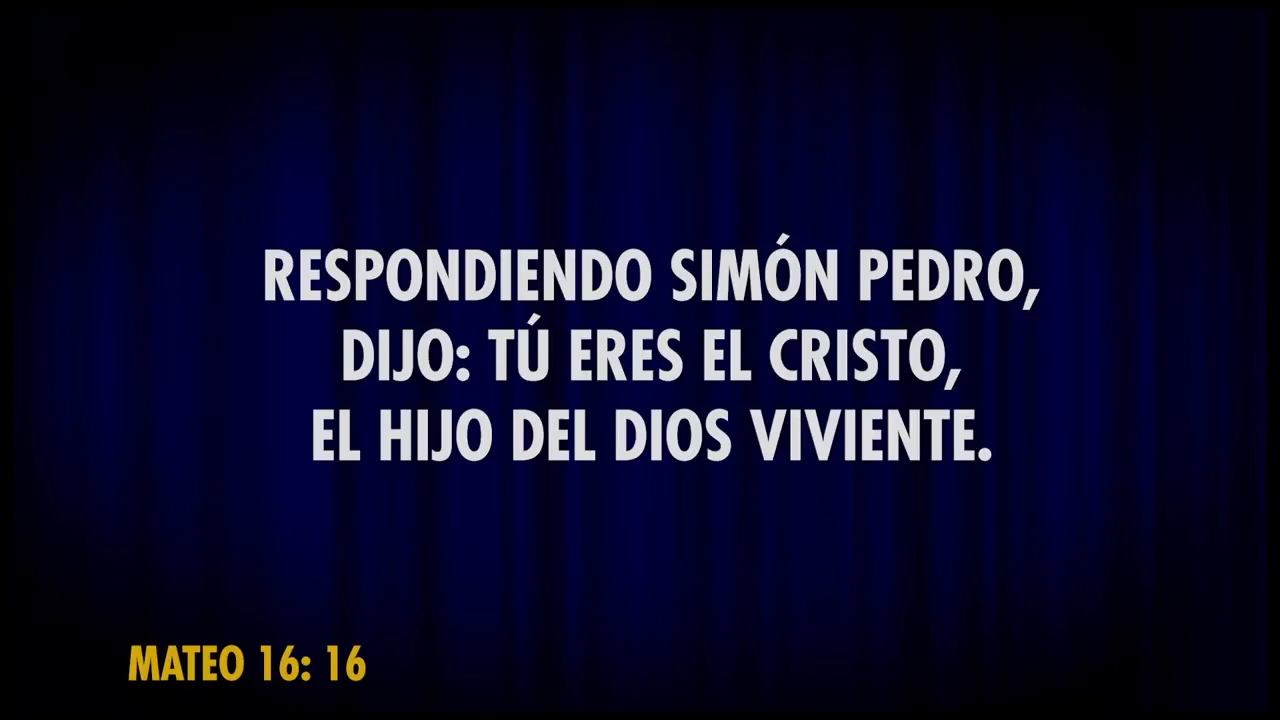 RESPONDIENDO SIMÓN PEDRO,
DIJO: TÚ ERES EL CRISTO,
EL HIJO DEL DIOS VIVIENTE.
MATEO 16: 16